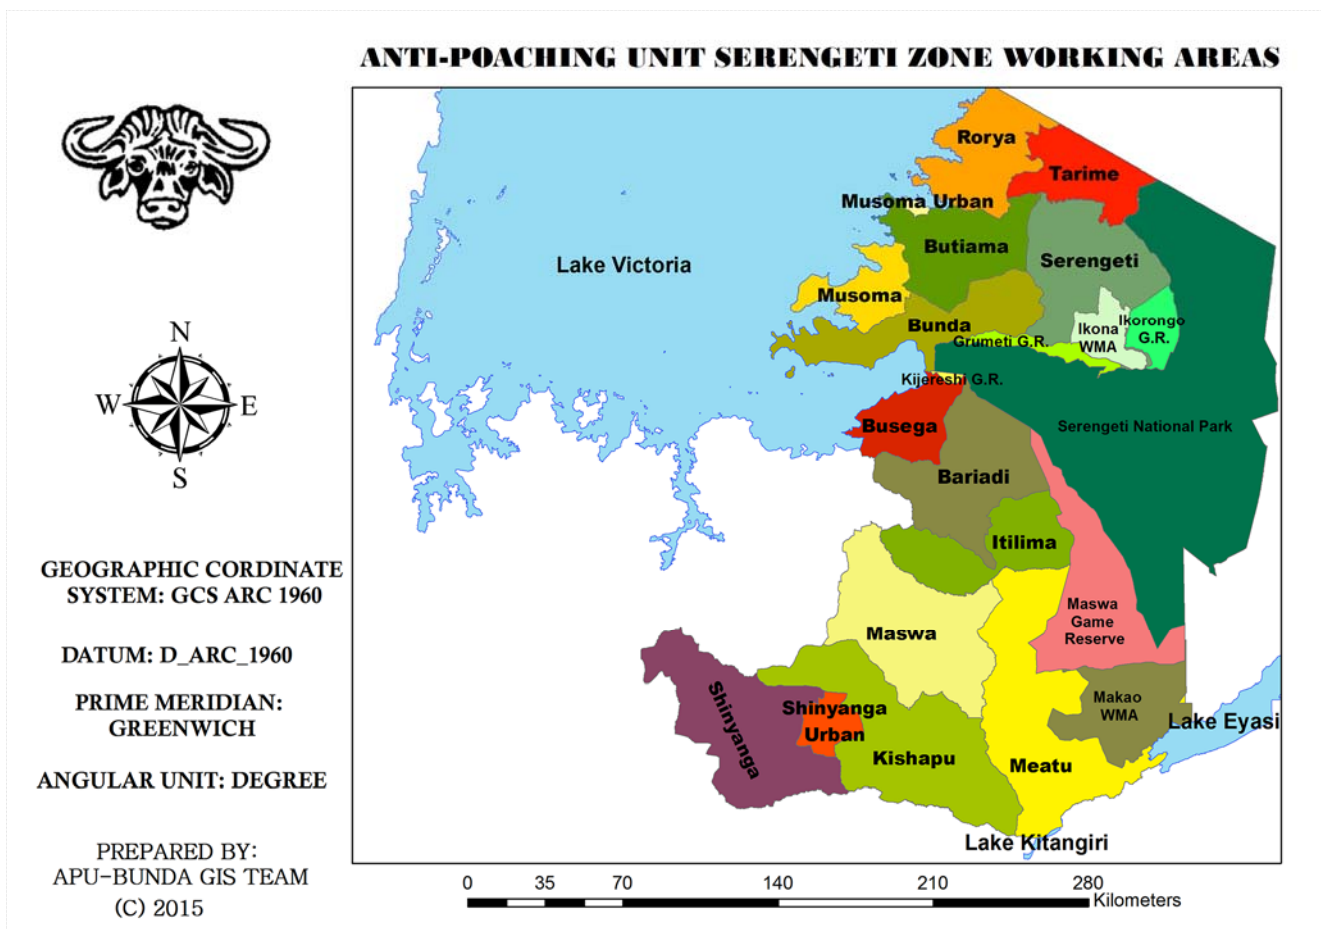 ANTI-POACHING UNIT SERENGETI ZONE WORKING AREAS
Rorya
Tarime
Musoma Urban
Butiama
Serengeti
Lake Victoria
Musoma
Bunda
Ikona
WMA
Ikorongo
G.R.
Grumeti G.R.
Kijereshi G.R.
Busega
Serengeti National Park
Bariadi
Itilima
Maswa
Game
Reserve
Maswa
Shinyanga
Shinyanga
Urban
Kishapu
Meatu
Makao
WMA
Lake Eyasi
Lake Kitangiri
N
W
E
S
GEOGRAPHIC CORDINATE
SYSTEM: GCS ARC 1960
DATUM: D_ARC_1960
PRIME MERIDIAN:
GREENWICH
ANGULAR UNIT: DEGREE
PREPARED BY:
APU-BUNDA GIS TEAM
(C) 2015
0 35 70 140 210 280
Kilometers